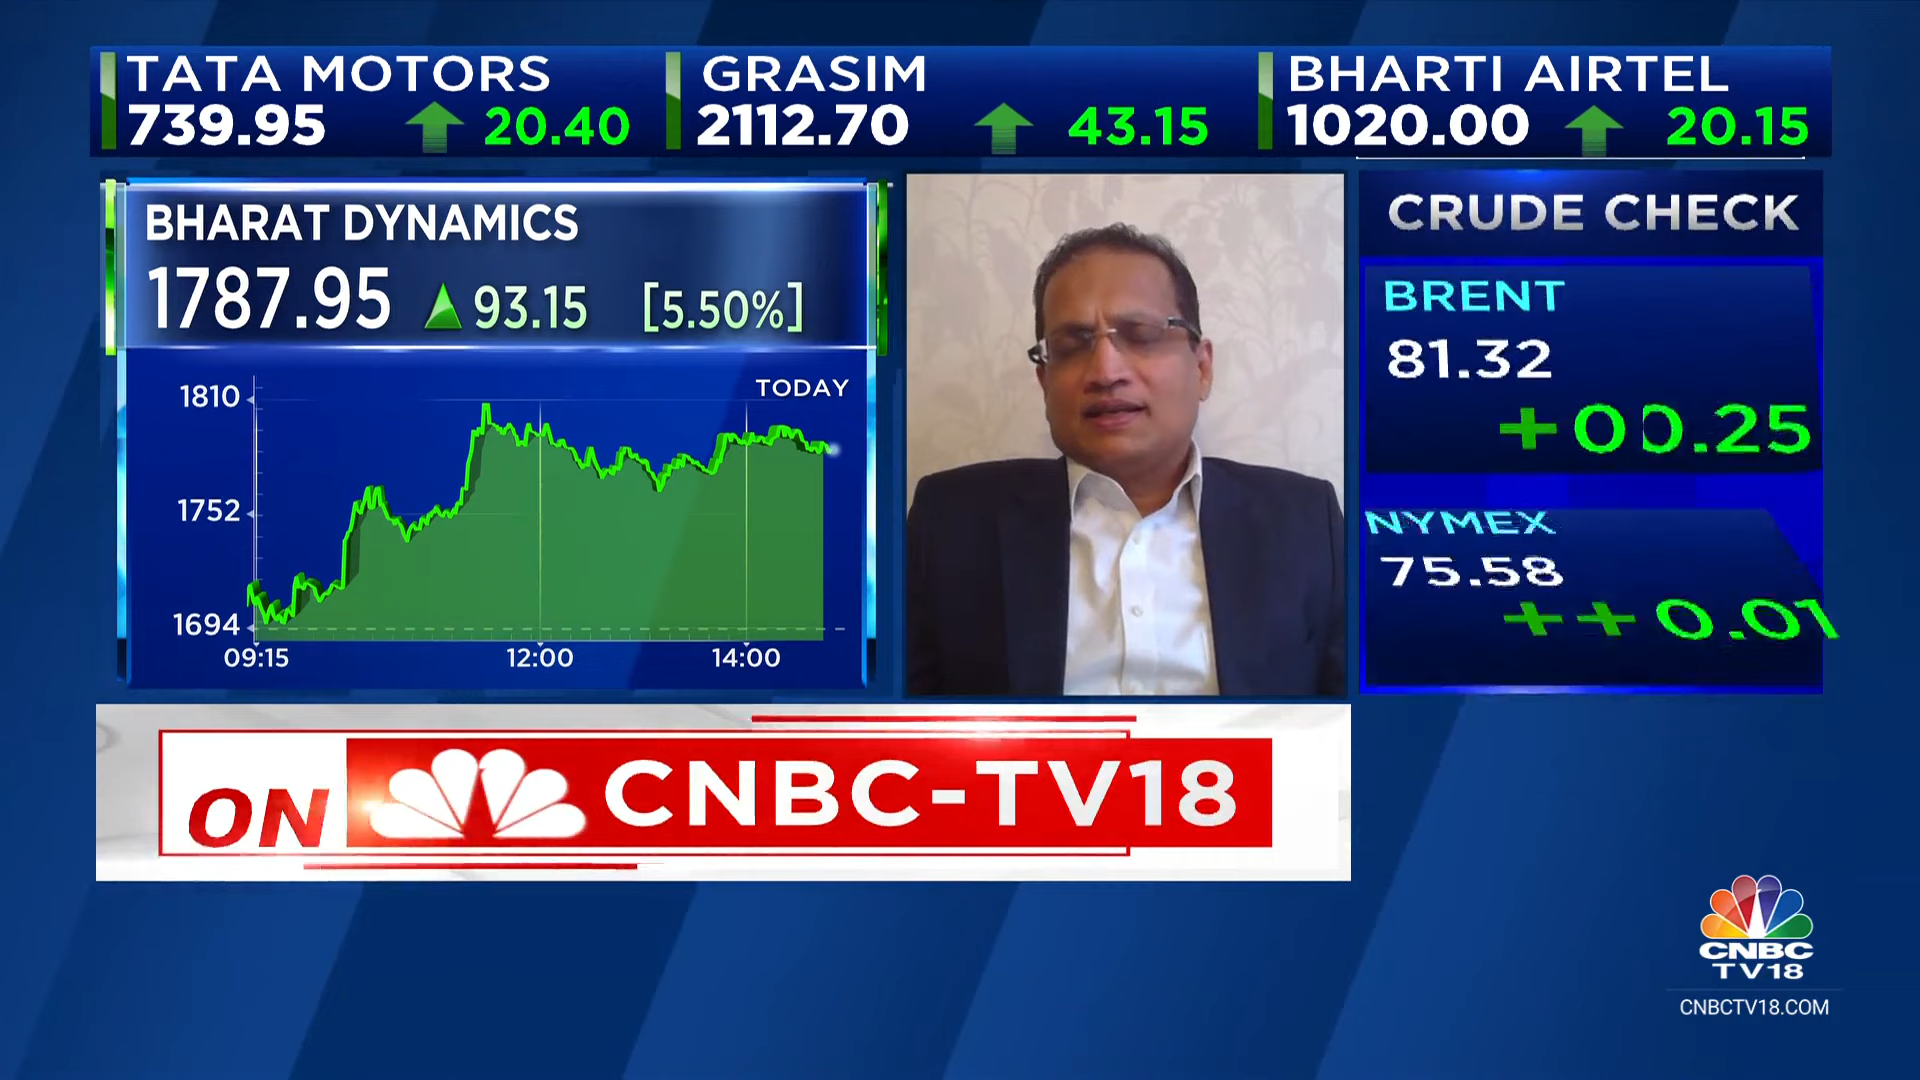 TATA MOTORS
739.95 20.40
GRASIM
2112.70 43.15
BHARTI AIRTEL
1020.00 20.15
BHARAT DYNAMICS
1787.95 93.15 [5.50%]
TODAY
1810
1752
1694
09:15 12:00 14:00
CRUDE CHECK
BRENT
81.32
NYMEX
75.58
ON CNBC-TV18
CNBC
TV18
CNBCTV18.COM